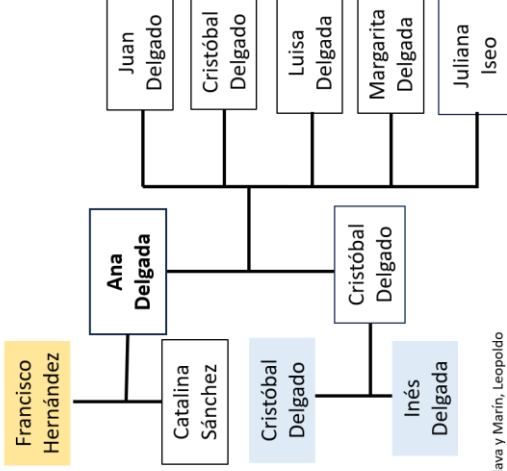 Francisco
Hernández
Catalina
Sánchez
Cristóbal
Delgado
Inés
Delgada
Ana
Delgada
Cristóbal
Delgado
Juan
Delgado
Cristóbal
Delgado
Luisa
Delgada
Margarita
Delgada
Juliana
Iseo
y Marín, Leopoldo